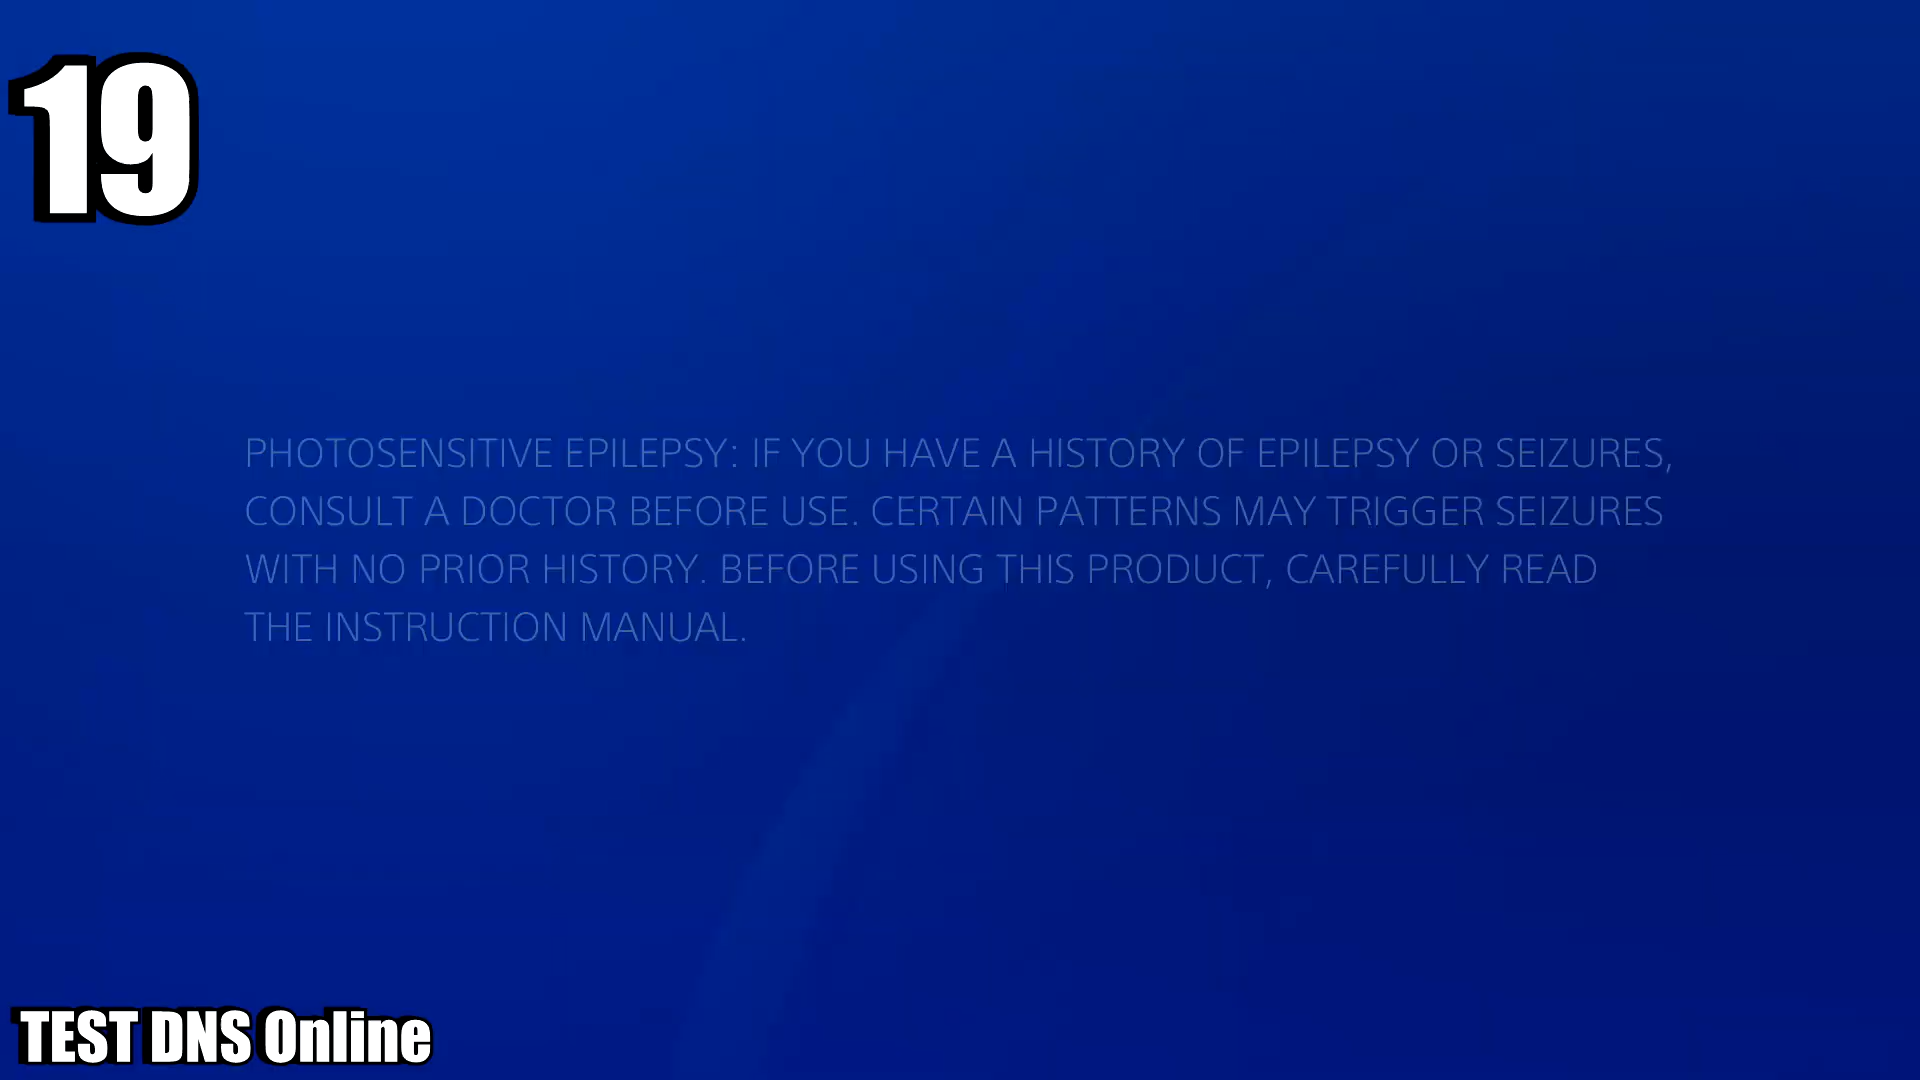 19
PHOTOSENSITIVE EPILEPSY: IF YOU HAVE A HISTORY OF EPILEPSY OR SEIZURES,
CONSULT A DOCTOR BEFORE USE. CERTAIN PATTERNS MAY TRIGGER SEIZURES
WITH NO PRIOR HISTORY. BEFORE USING THIS PRODUCT, CAREFULLY READ
THE INSTRUCTION MANUAL.
TEST DNS Online